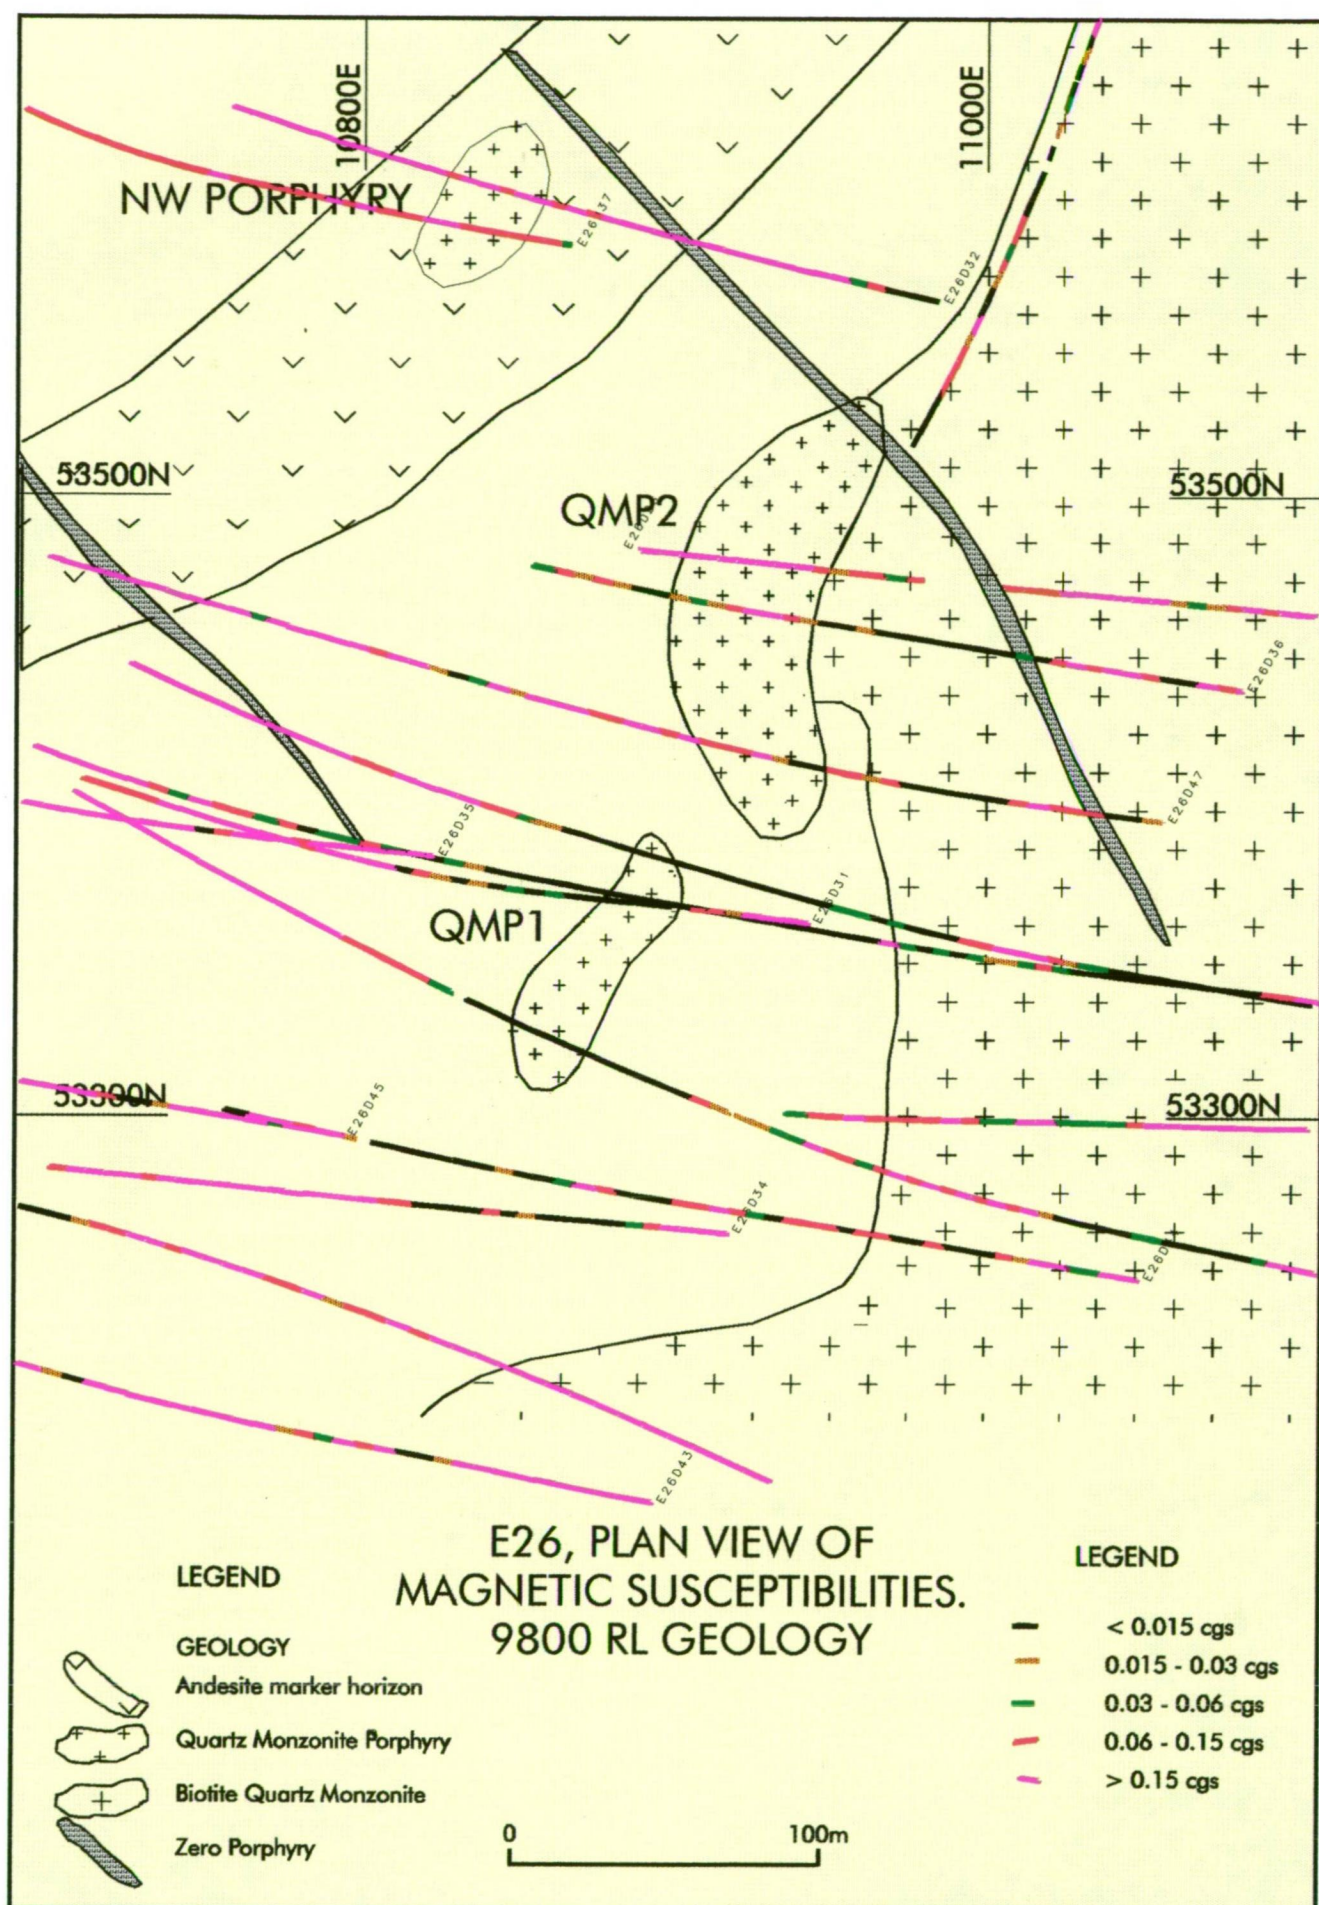 10800E
11000E
NW PORPHYRY
E26D37
E26D32
53500N
53500N
QMP2
E26D36
E26D47
E26D35
E26D31
QMP1
53300N
53300N
E26D45
E26D34
E26D43
E26, PLAN VIEW OF
MAGNETIC SUSCEPTIBILITIES.
9800 RL GEOLOGY
LEGEND
GEOLOGY
Andesite marker horizon
Quartz Monzonite Porphyry
Biotite Quartz Monzonite
Zero Porphyry
LEGEND
< 0.015 cgs
0.015 - 0.03 cgs
0.03 - 0.06 cgs
0.06 - 0.15 cgs
> 0.15 cgs
0 100m